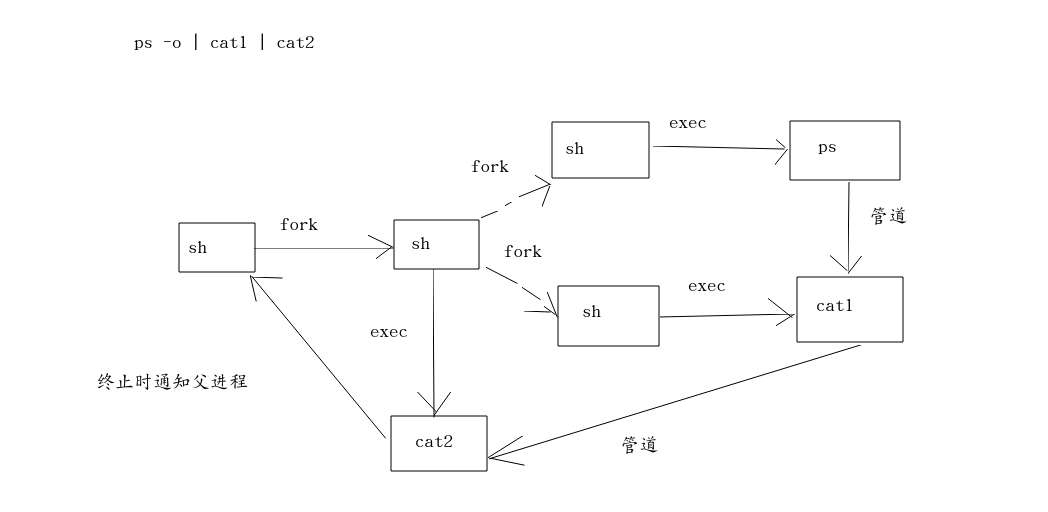 ps -o | cat1 | cat2
exec
sh
ps
fork
管道
fork
sh
sh
fork
exec
sh
cat1
exec
终止时通知父进程
cat2
管道